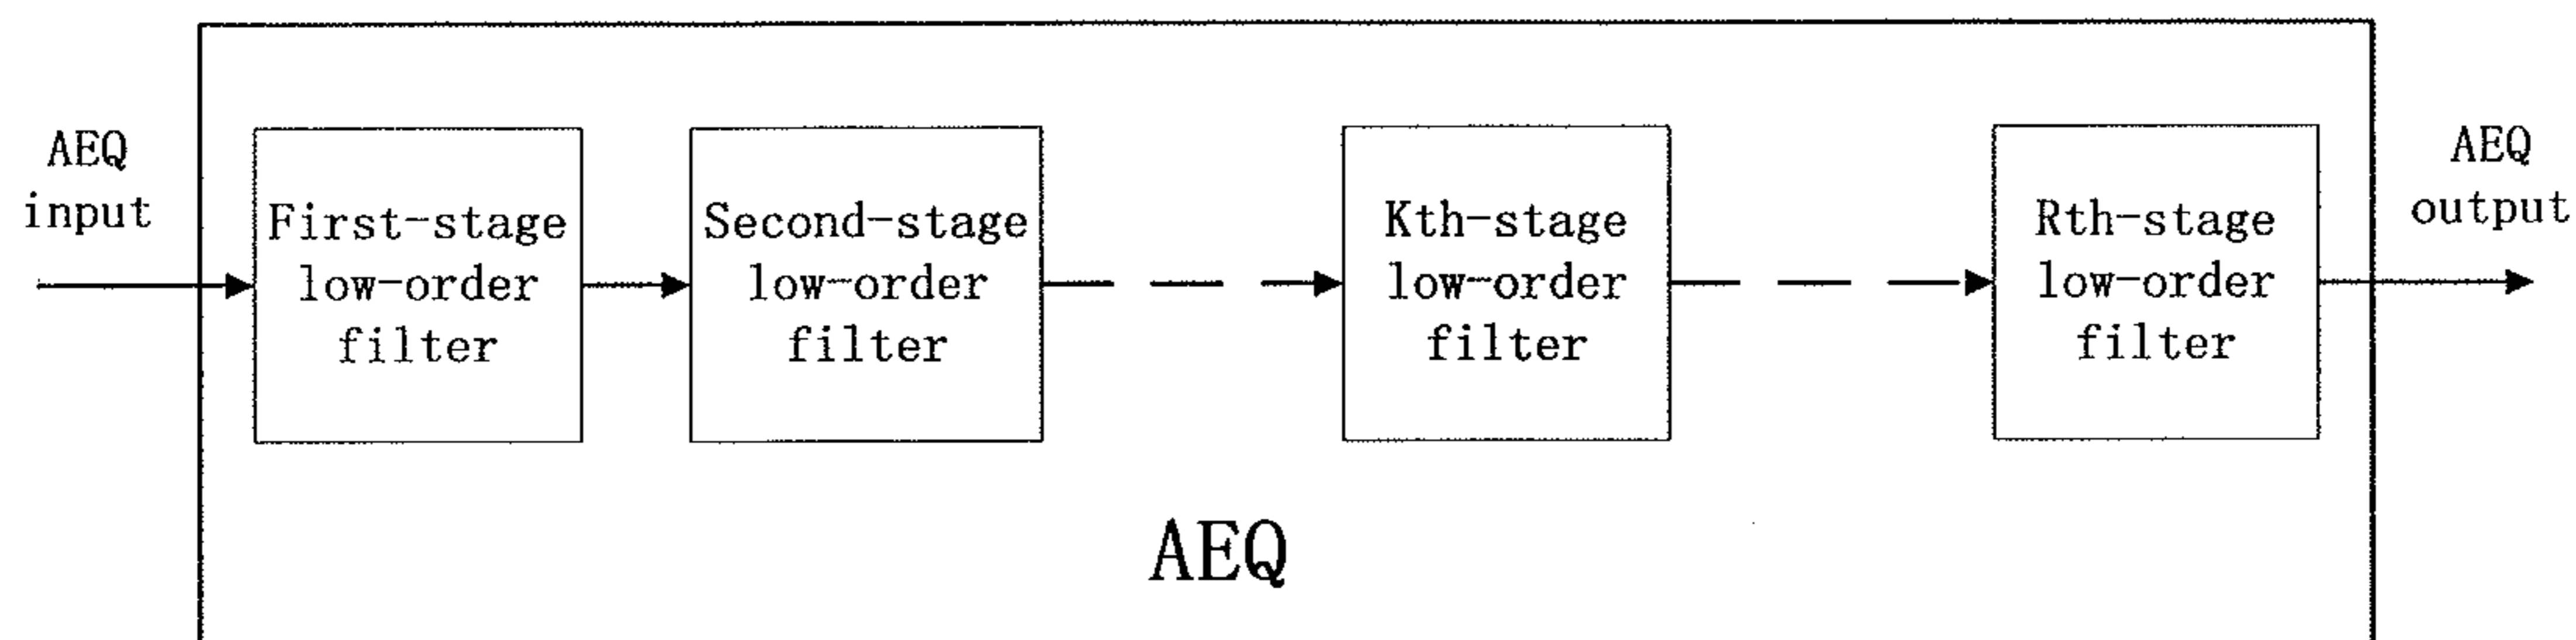 AEQ
input
First-stage
low-order
filter
Second-stage
low-order
filter
Kth-stage
low-order
filter
Rth-stage
low-order
filter
AEQ
output
AEQ